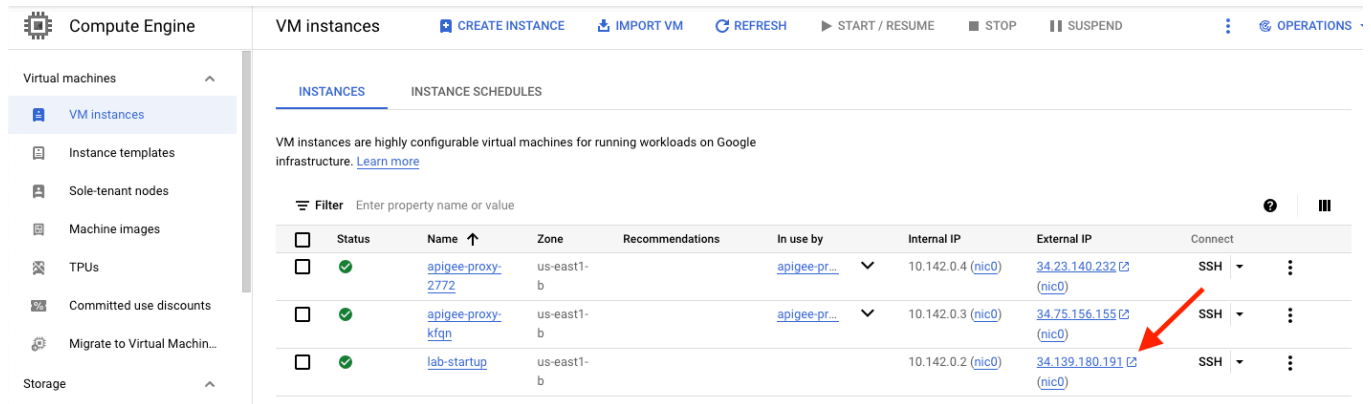 Compute Engine
VM instances
CREATE INSTANCE
IMPORT VM
REFRESH
START / RESUME
STOP
SUSPEND
OPERATIONS
Virtual machines
VM instances
Instance templates
Sole-tenant nodes
Machine images
TPUs
Committed use discounts
Migrate to Virtual Machin...
Storage
INSTANCES
INSTANCE SCHEDULES
VM instances are highly configurable virtual machines for running workloads on Google
infrastructure. Learn more
Filter Enter property name or value
Status Name Zone Recommendations In use by Internal IP External IP Connect
apigee-proxy- us-east1- apigee-pr... 10.142.0.4 (nic0) 34.23.140.232 SSH
2772 b (nic0)
apigee-proxy- us-east1- apigee-pr... 10.142.0.3 (nic0) 34.75.156.155 SSH
kfqn b (nic0)
lab-startup us-east1- 10.142.0.2 (nic0) 34.139.180.191 SSH
b (nic0)